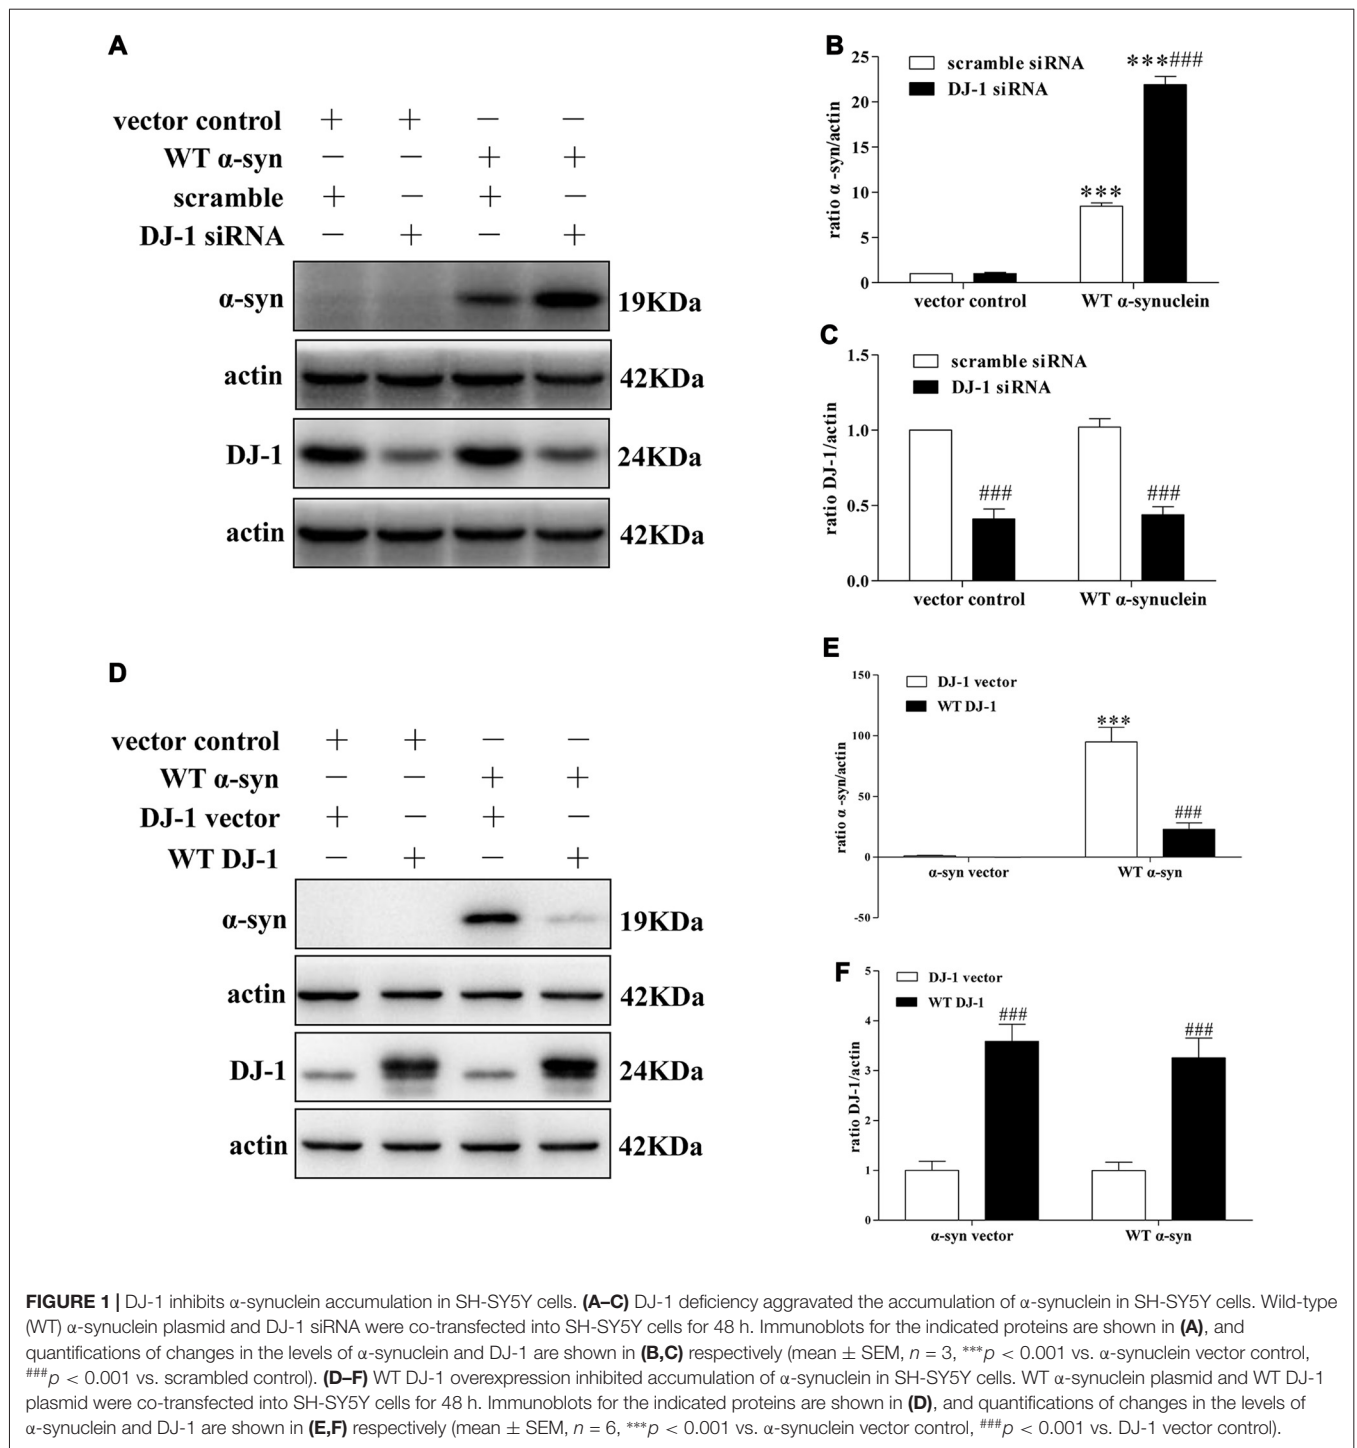 A
vector control + + − −
WT α-syn − − + +
scramble + − + −
DJ-1 siRNA − + − +
α-syn 19KDa
actin 42KDa
DJ-1 24KDa
actin 42KDa
B
scramble siRNA
DJ-1 siRNA
***###
***
ratio α -syn/actin
25
20
15
10
5
0
vector control WT α-synuclein
C
scramble siRNA
DJ-1 siRNA
ratio DJ-1/actin
1.5
1.0
0.5
0.0
### ###
vector control WT α-synuclein
D
vector control + + − −
WT α-syn − − + +
DJ-1 vector + − + −
WT DJ-1 − + − +
α-syn 19KDa
actin 42KDa
DJ-1 24KDa
actin 42KDa
E
DJ-1 vector
WT DJ-1
ratio α -syn/actin
150
100
50
0
-50
***
###
α-syn vector WT α-syn
F
DJ-1 vector
WT DJ-1
ratio DJ-1/actin
5
4
3
2
1
0
### ###
α-syn vector WT α-syn
FIGURE 1 | DJ-1 inhibits α-synuclein accumulation in SH-SY5Y cells. (A–C) DJ-1 deficiency aggravated the accumulation of α-synuclein in SH-SY5Y cells. Wild-type
(WT) α-synuclein plasmid and DJ-1 siRNA were co-transfected into SH-SY5Y cells for 48 h. Immunoblots for the indicated proteins are shown in (A), and
quantifications of changes in the levels of α-synuclein and DJ-1 are shown in (B,C) respectively (mean ± SEM, n = 3, ***p < 0.001 vs. α-synuclein vector control,
###p < 0.001 vs. scrambled control). (D–F) WT DJ-1 overexpression inhibited accumulation of α-synuclein in SH-SY5Y cells. WT α-synuclein plasmid and WT DJ-1
plasmid were co-transfected into SH-SY5Y cells for 48 h. Immunoblots for the indicated proteins are shown in (D), and quantifications of changes in the levels of
α-synuclein and DJ-1 are shown in (E,F) respectively (mean ± SEM, n = 6, ***p < 0.001 vs. α-synuclein vector control, ###p < 0.001 vs. DJ-1 vector control).